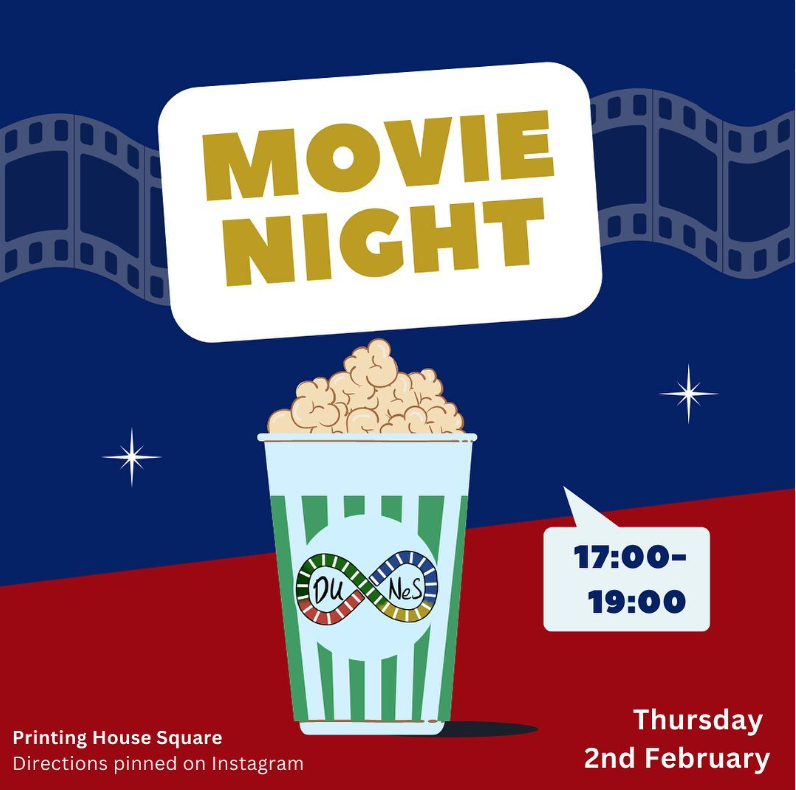 MOVIE
NIGHT
DU NeS
17:00-
19:00
Printing House Square
Directions pinned on Instagram
Thursday
2nd February